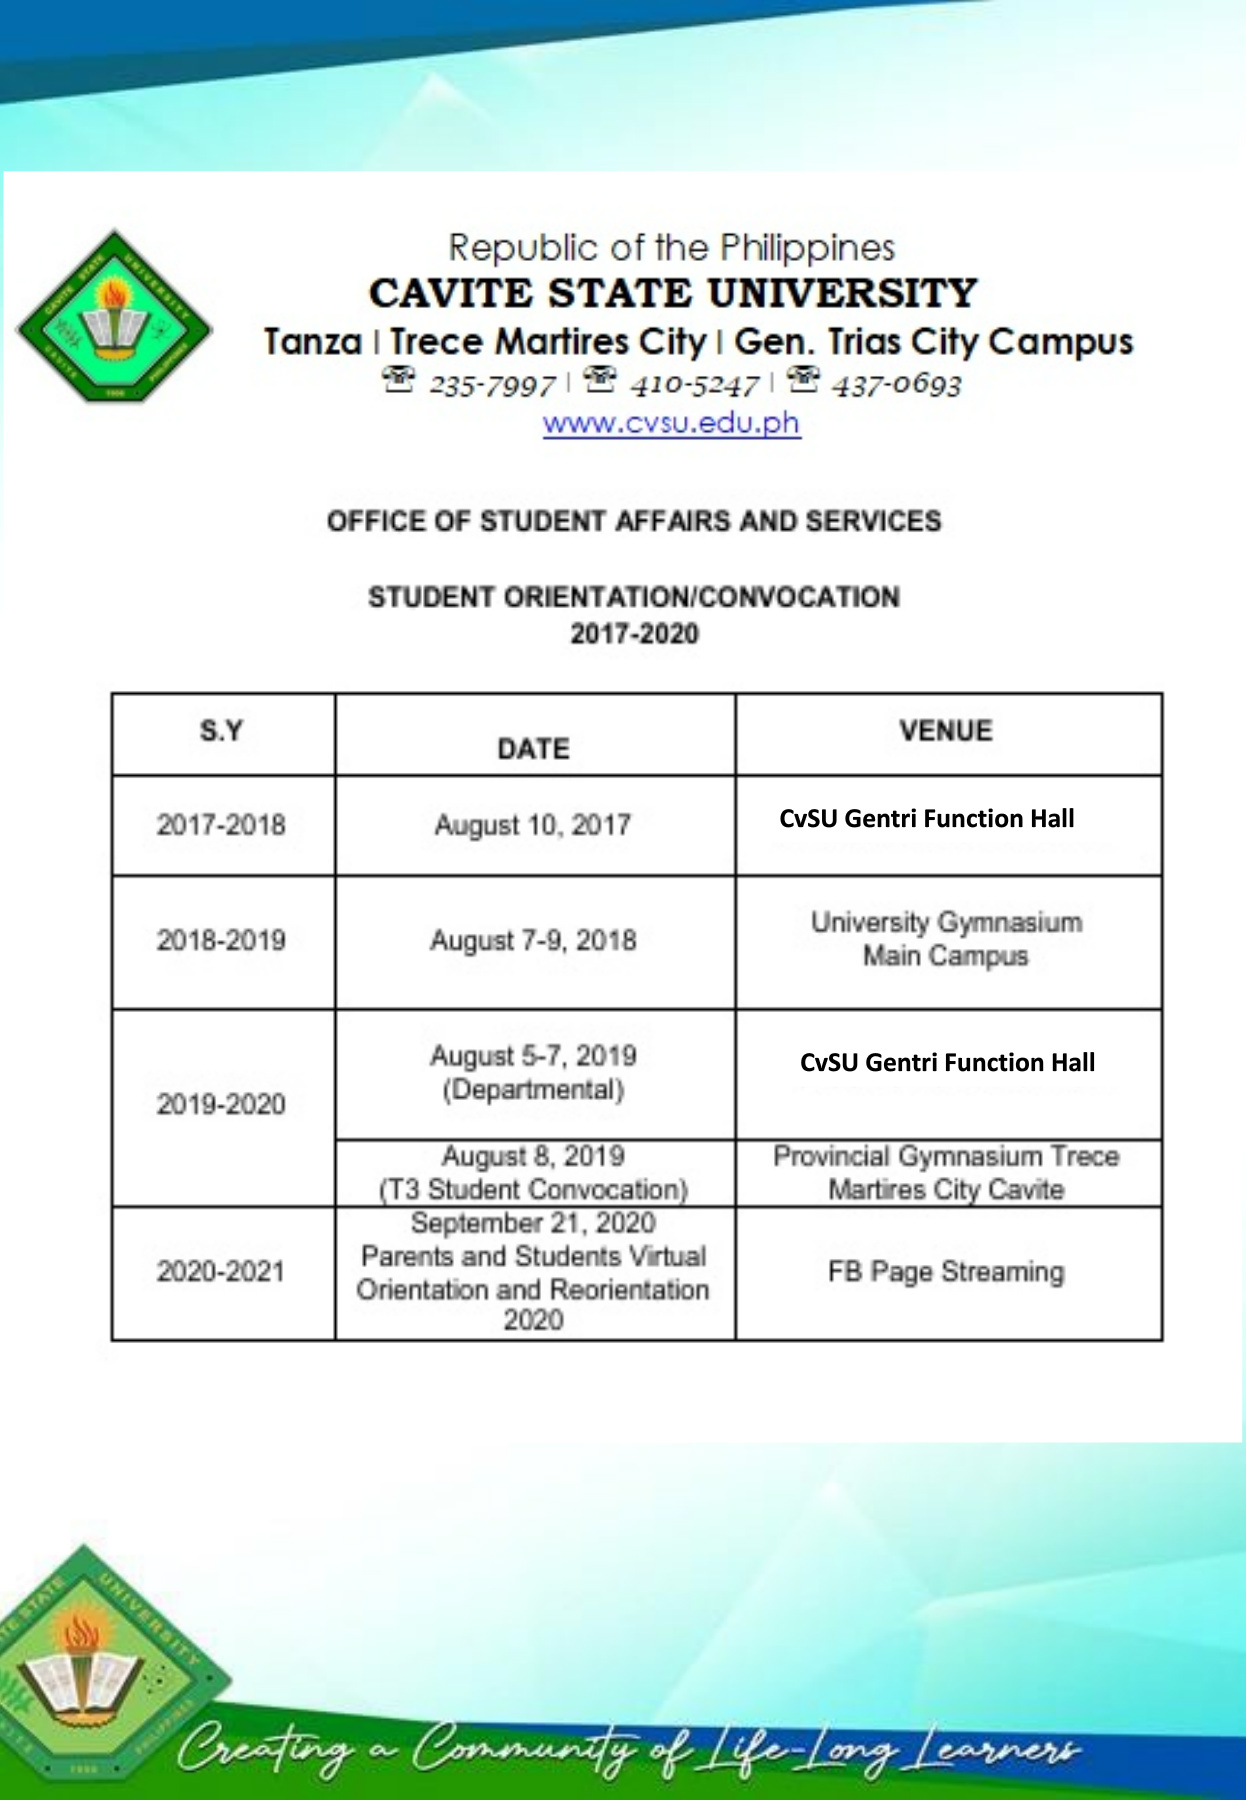 CAVITE STATE UNIVERSITY
CAVITE PHILIPPINES
1906
Republic of the Philippines
CAVITE STATE UNIVERSITY
Tanza | Trece Martires City | Gen. Trias City Campus
☏ 235-7997 | ☏ 410-5247 | ☏ 437-0693
www.cvsu.edu.ph
OFFICE OF STUDENT AFFAIRS AND SERVICES
STUDENT ORIENTATION/CONVOCATION
2017-2020
S.Y DATE VENUE
2017-2018 August 10, 2017 CvSU Gentri Function Hall
2018-2019 August 7-9, 2018 University Gymnasium
Main Campus
2019-2020 August 5-7, 2019
(Departmental) CvSU Gentri Function Hall
August 8, 2019
(T3 Student Convocation) Provincial Gymnasium Trece
Martires City Cavite
2020-2021 September 21, 2020
Parents and Students Virtual
Orientation and Reorientation
2020 FB Page Streaming
UNIVERSITY
PHILIPPINES
1906
Creating a Community of Life-Long Learners